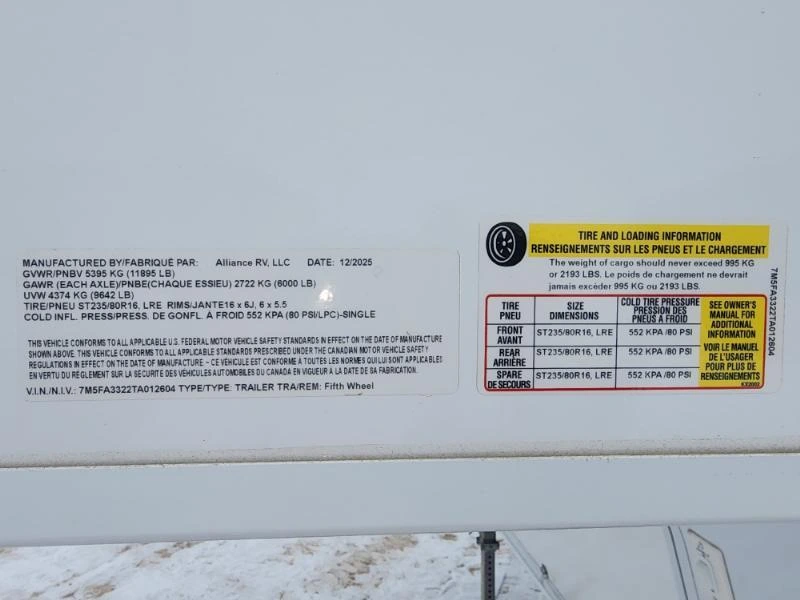 MANUFACTURED BY/FABRIQUÉ PAR: Alliance RV, LLC DATE: 12/2025
GVWR/PNBV 5395 KG (11895 LB)
GAWR (EACH AXLE)/PNBE(CHAQUE ESSIEU) 2722 KG (6000 LB)
UVW 4374 KG (9642 LB)
TIRE/PNEU ST235/80R16, LRE RIMS/JANTE16 x 6J, 6 x 5.5
COLD INFL. PRESS/PRESS. DE GONFL. À FROID 552 KPA (80 PSI/LPC)-SINGLE
THIS VEHICLE CONFORMS TO ALL APPLICABLE U.S. FEDERAL MOTOR VEHICLE SAFETY STANDARDS IN EFFECT ON THE DATE OF MANUFACTURE
SHOWN ABOVE. THIS VEHICLE CONFORMS TO ALL APPLICABLE STANDARDS PRESCRIBED UNDER THE CANADIAN MOTOR VEHICLE SAFETY
REGULATIONS IN EFFECT ON THE DATE OF MANUFACTURE. - CE VÉHICULE EST CONFORME À TOUTES LES NORMES QUI LUI SONT APPLICABLES
EN VERTU DU RÈGLEMENT SUR LA SÉCURITÉ DES VÉHICULES AUTOMOBILES DU CANADA EN VIGUEUR À LA DATE DE SA FABRICATION.
V.I.N./N.I.V.: 7M5FA3322TA012604 TYPE/TYPE: TRAILER TRA/REM: Fifth Wheel
TIRE AND LOADING INFORMATION
RENSEIGNEMENTS SUR LES PNEUS ET LE CHARGEMENT
The weight of cargo should never exceed 995 KG
or 2193 LBS. Le poids de chargement ne devrait
jamais excéder 995 KG ou 2193 LBS.
TIRE
PNEU
SIZE
DIMENSIONS
COLD TIRE PRESSURE
PRESSION DES
PNEUS A FROID
FRONT
AVANT
ST235/80R16, LRE
552 KPA /80 PSI
REAR
ARRIÈRE
ST235/80R16, LRE
552 KPA /80 PSI
SPARE
DE SECOURS
ST235/80R16, LRE
552 KPA /80 PSI
SEE OWNER'S
MANUAL FOR
ADDITIONAL
INFORMATION
VOIR LE MANUEL
DE L'USAGER
POUR PLUS DE
RENSEIGNEMENTS
7M5FA3322TA012604